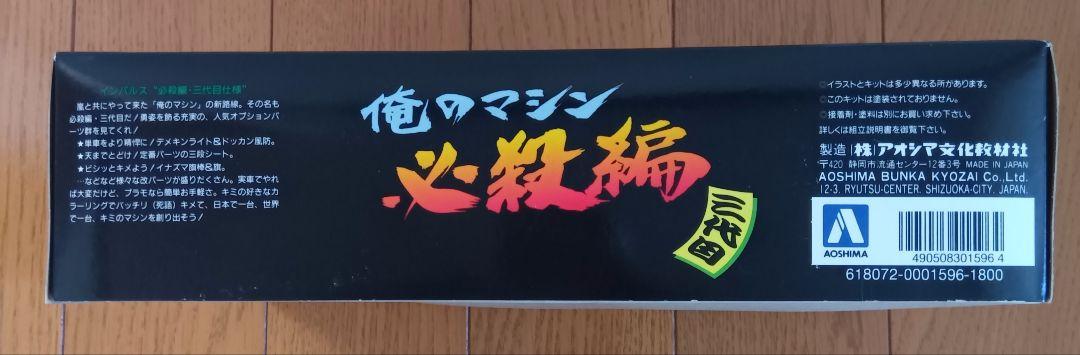 インパルス “必殺編・三代目仕様”
嵐と共にやって来た「俺のマシン」の新路線。その名も
必殺編・三代目だ！勇姿を飾る充実の、人気オプションパー
ツ群を見てくれ！
★単車をより精悍に！デメキンライト＆ドッカン風防。
★天までとどけ！定番パーツの三段シート。
★ビシッとキメよう！イナズマ旗棒＆旗。
…などなど様々な改パーツが盛りだくさん。実車でやれ
ば大変だけど、プラモなら簡単お手軽さ。キミの好きなカ
ラーリングでバッチリ（死語）キメて、日本で一台、世界
で一台、キミのマシンを創り出そう！
俺のマシン
必殺編
三代目
○イラストとキットは多少異なる所があります。
○このキットは塗装されておりません。
○接着剤・塗料は別にお買い求め下さい。
詳しくは組立説明書を御覧下さい。
製造 (株)アオシマ文化教材社
〒420 静岡市流通センター12番3号 MADE IN JAPAN
AOSHIMA BUNKA KYOZAI Co.,Ltd.
12-3. RYUTSU-CENTER. SHIZUOKA-CITY. JAPAN.
AOSHIMA
490508301596 4
618072-0001596-1800